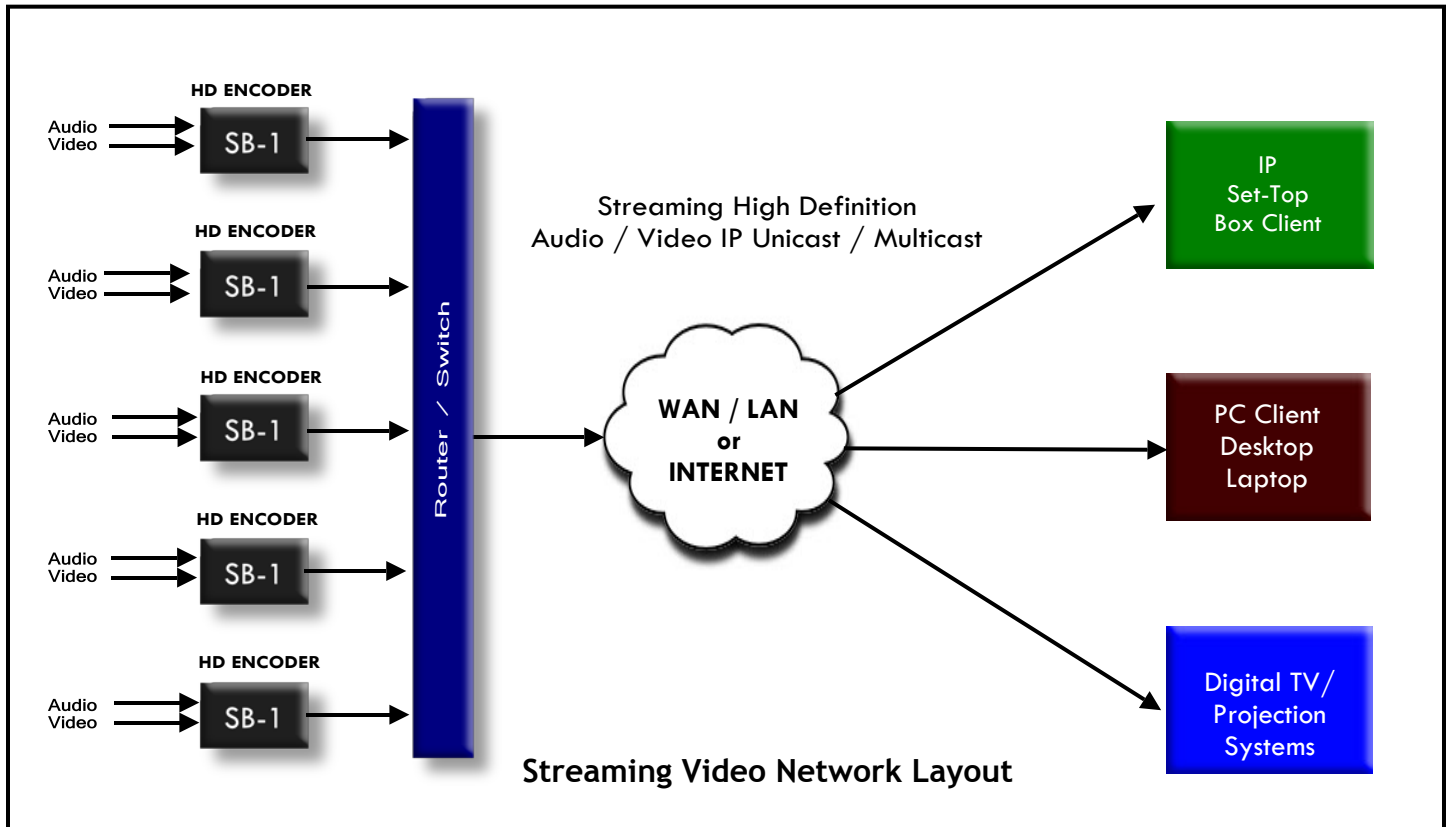 HD ENCODER
Audio
Video
SB-1
HD ENCODER
Audio
Video
SB-1
HD ENCODER
Audio
Video
SB-1
HD ENCODER
Audio
Video
SB-1
HD ENCODER
Audio
Video
SB-1
Router / Switch
Streaming High Definition
Audio / Video IP Unicast / Multicast
WAN / LAN
or
INTERNET
IP
Set-Top
Box Client
PC Client
Desktop
Laptop
Digital TV/
Projection
Systems
Streaming Video Network Layout